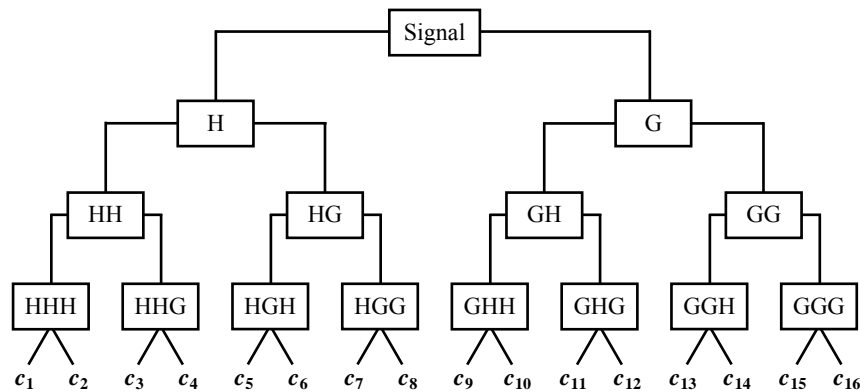 Signal
H G
HH HG GH GG
HHH HHG HGH HGG GHH GHG GGH GGG
c1 c2 c3 c4 c5 c6 c7 c8 c9 c10 c11 c12 c13 c14 c15 c16